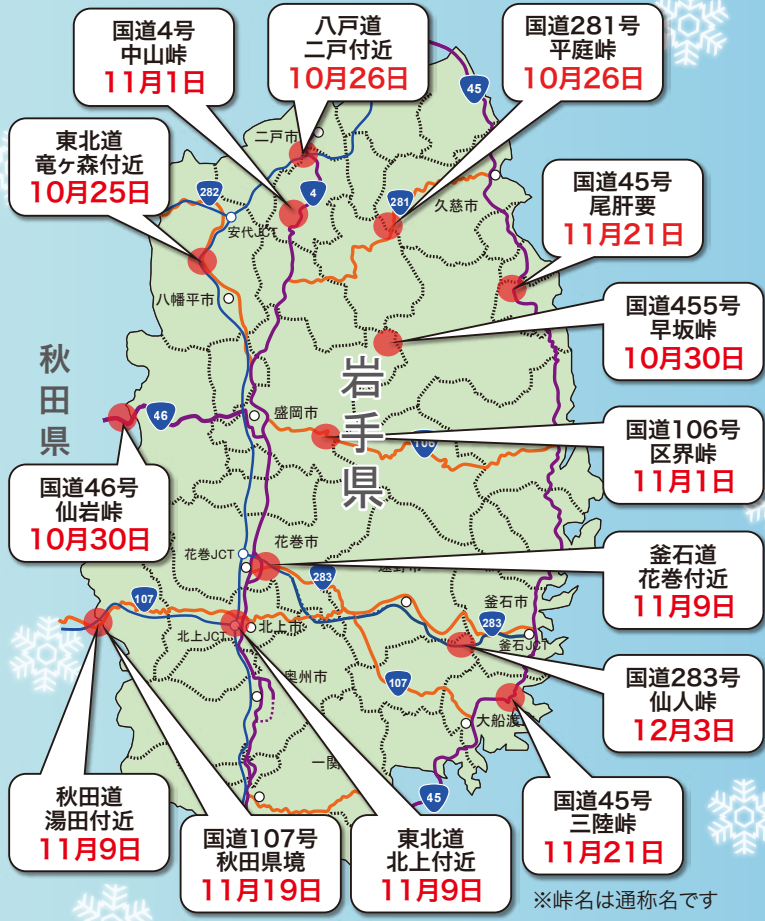 国道4号
中山峠
11月1日
八戸道
二戸付近
10月26日
国道281号
平庭峠
10月26日
45
東北道
竜ヶ森付近
10月25日
二戸市
282
4
281
久慈市
安代JCT
国道45号
尾肝要
11月21日
八幡平市
国道455号
早坂峠
10月30日
秋田県
岩手県
46
盛岡市
106
国道106号
区界峠
11月1日
国道46号
仙岩峠
10月30日
花巻JCT
花巻市
283
遠野市
釜石道
花巻付近
11月9日
107
釜石市
283
釜石JCT
北上JCT
北上市
奥州市
107
国道283号
仙人峠
12月3日
大船渡
一関
45
秋田道
湯田付近
11月9日
国道107号
秋田県境
11月19日
東北道
北上付近
11月9日
国道45号
三陸峠
11月21日
※峠名は通称名です